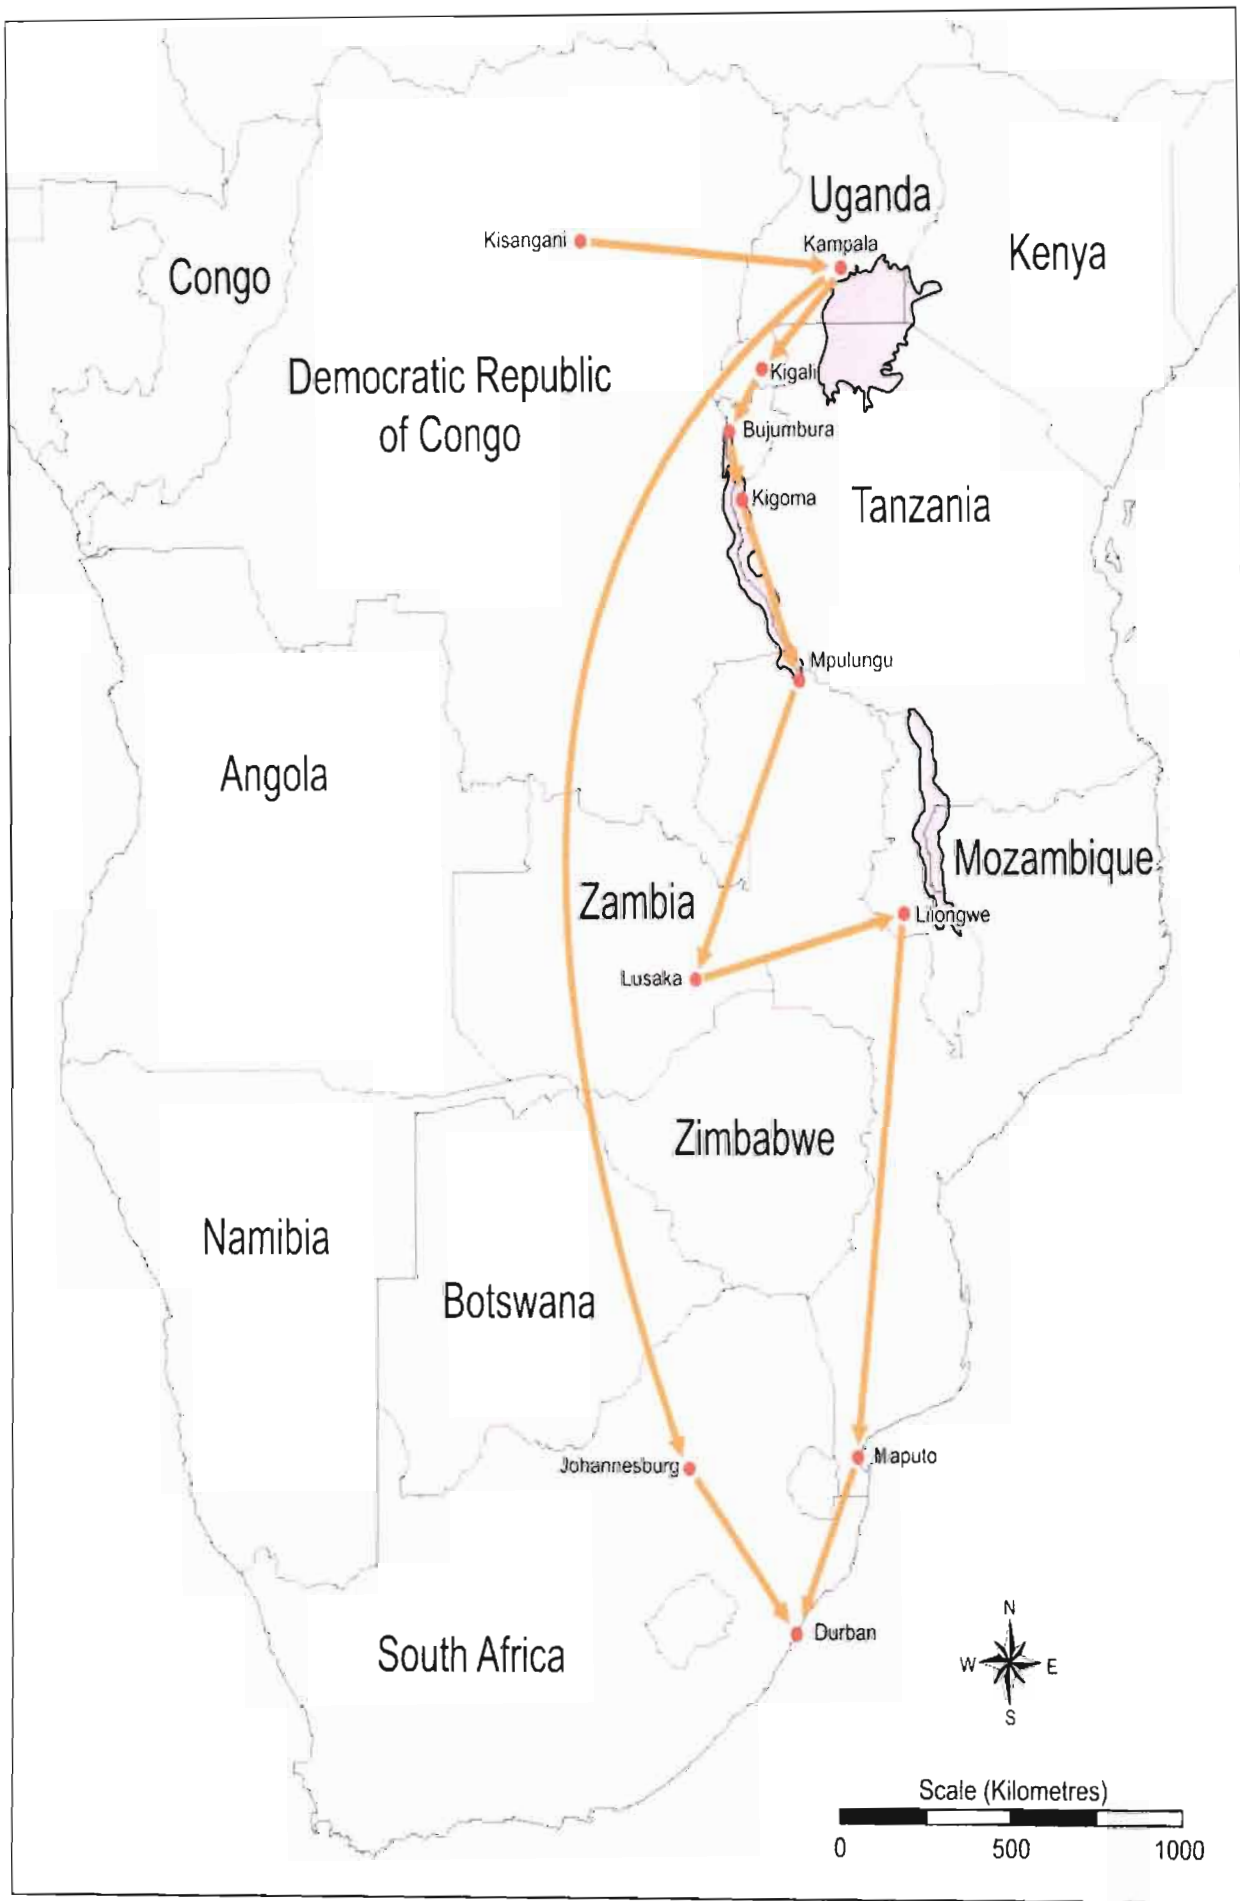 Uganda
Kampala
Kisangani
Kenya
Congo
Democratic Republic
of Congo
Kigali
Bujumbura
Kigoma
Tanzania
Mpulungu
Angola
Mozambique
Zambia
Lilongwe
Lusaka
Zimbabwe
Namibia
Botswana
Johannesburg
Maputo
Durban
South Africa
N
W E
S
Scale (Kilometres)
0 500 1000